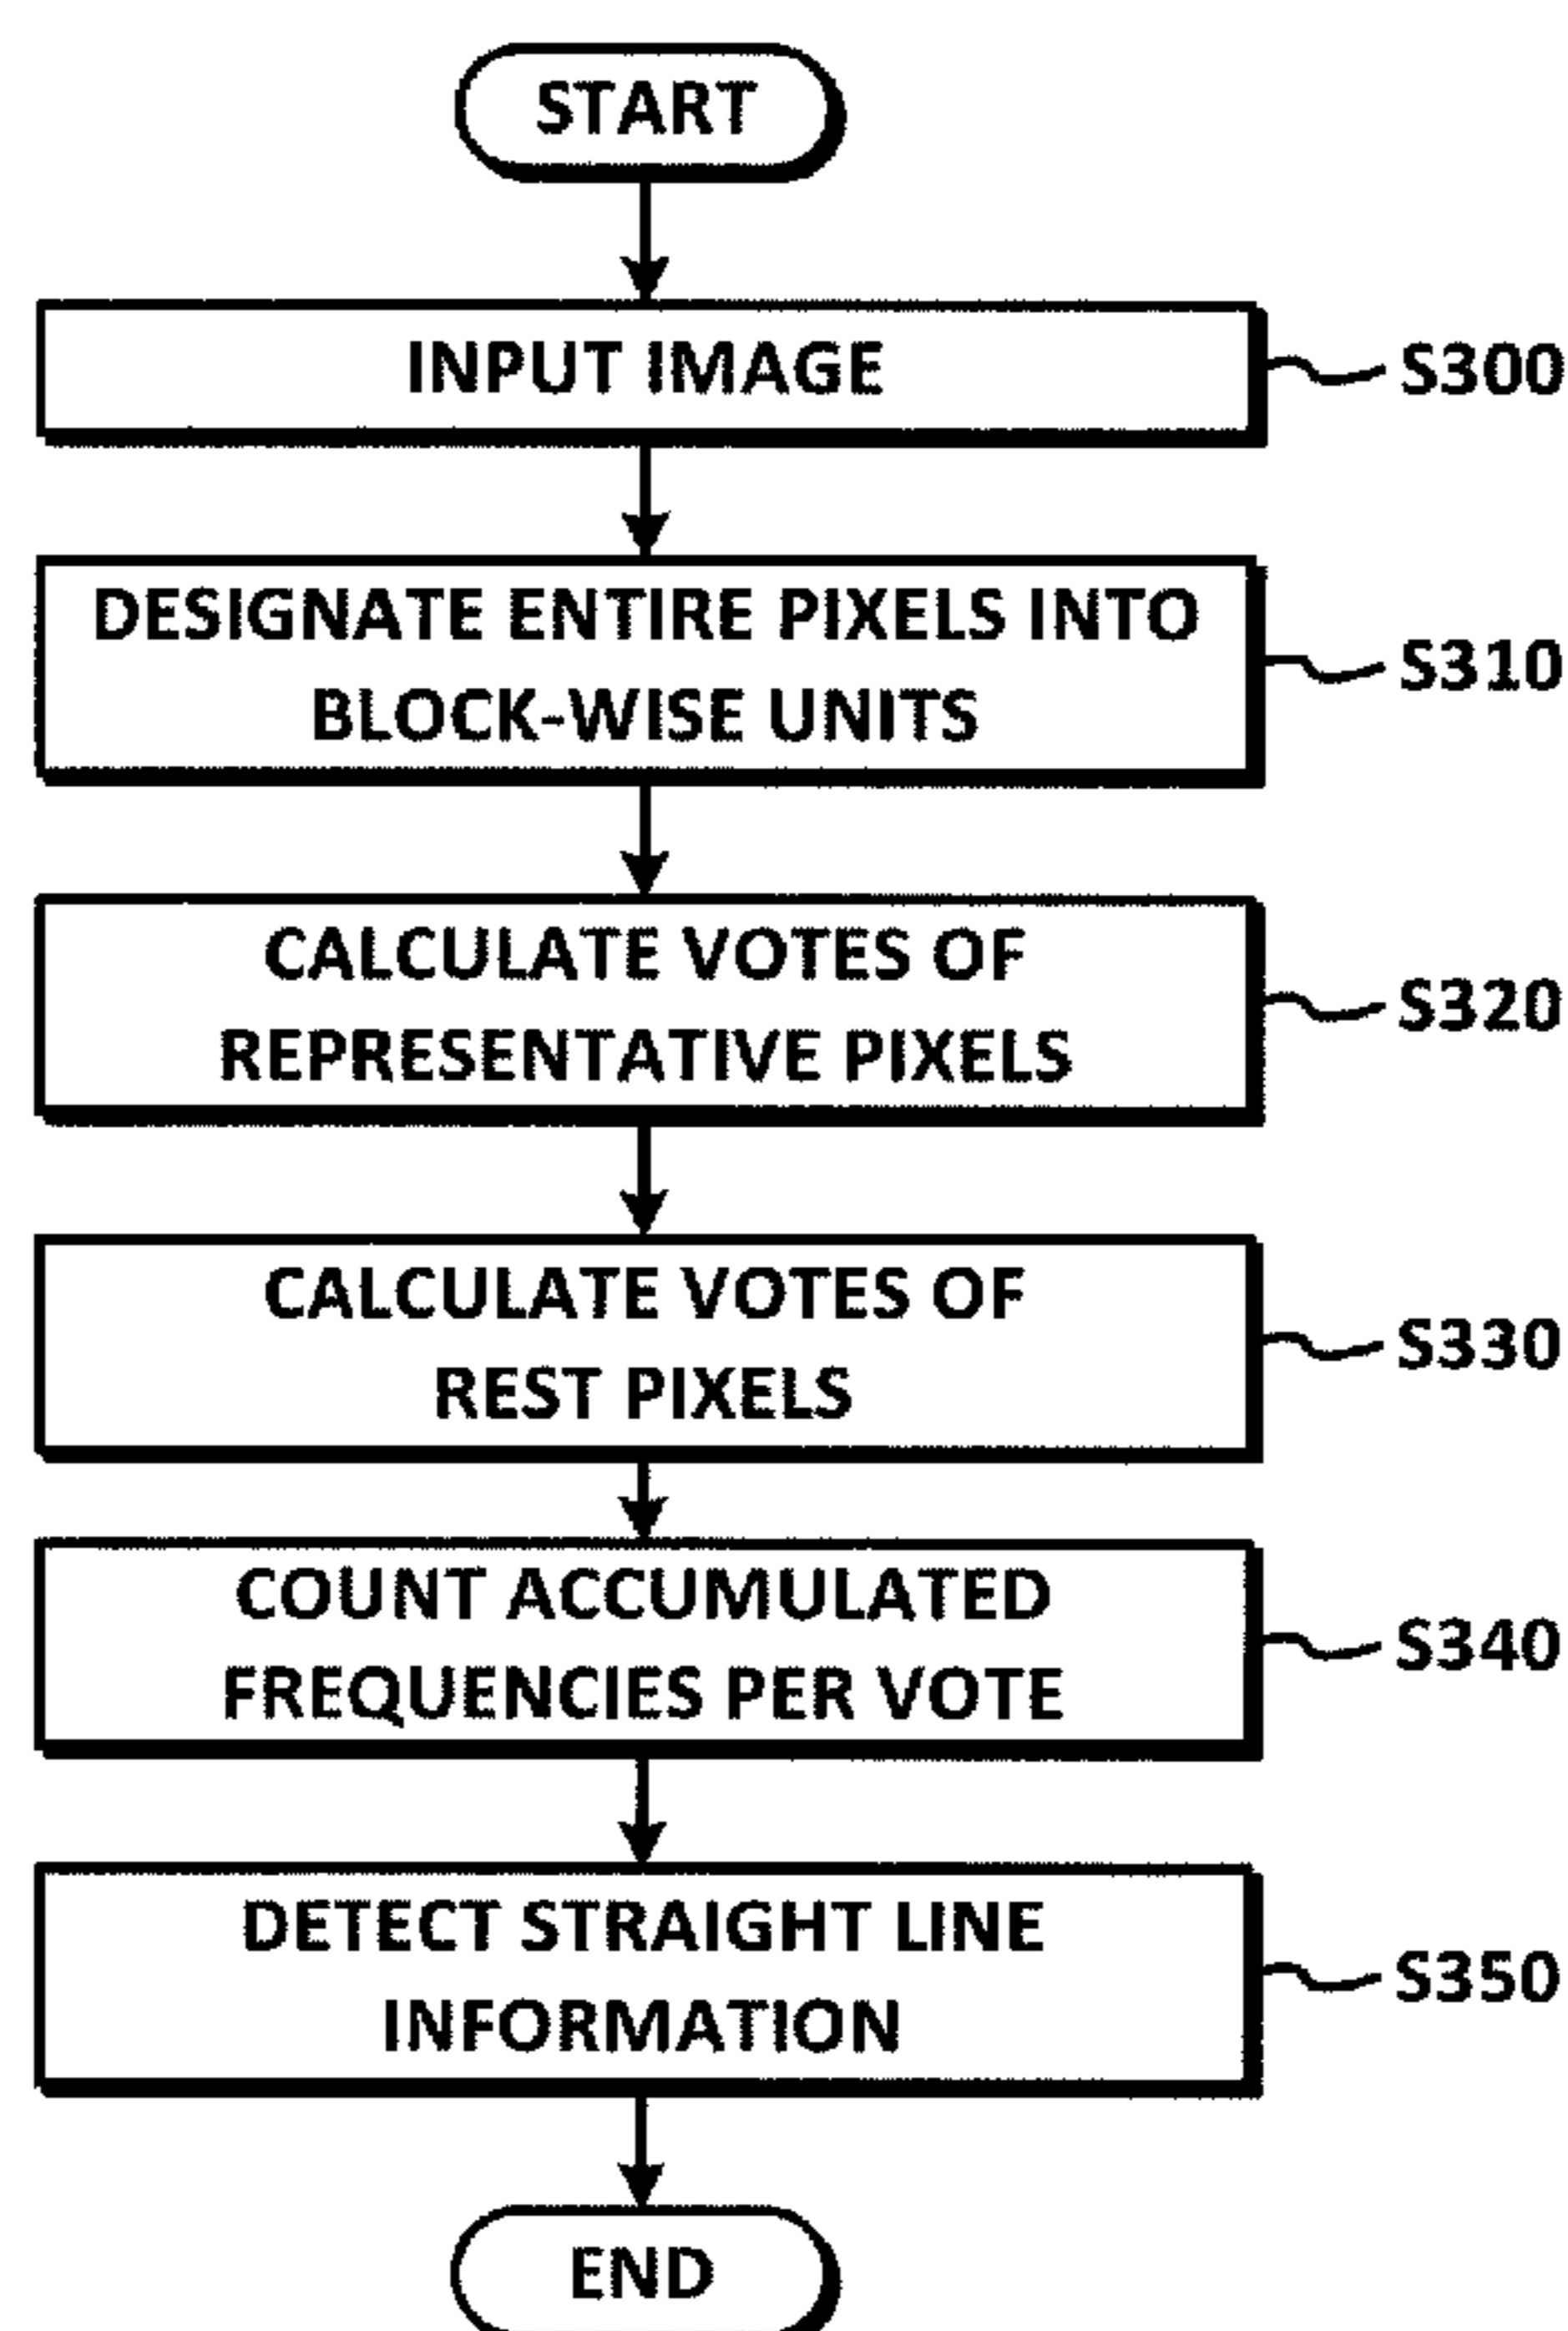 START
INPUT IMAGE
S300
DESIGNATE ENTIRE PIXELS INTO
BLOCK-WISE UNITS
S310
CALCULATE VOTES OF
REPRESENTATIVE PIXELS
S320
CALCULATE VOTES OF
REST PIXELS
S330
COUNT ACCUMULATED
FREQUENCIES PER VOTE
S340
DETECT STRAIGHT LINE
INFORMATION
S350
END